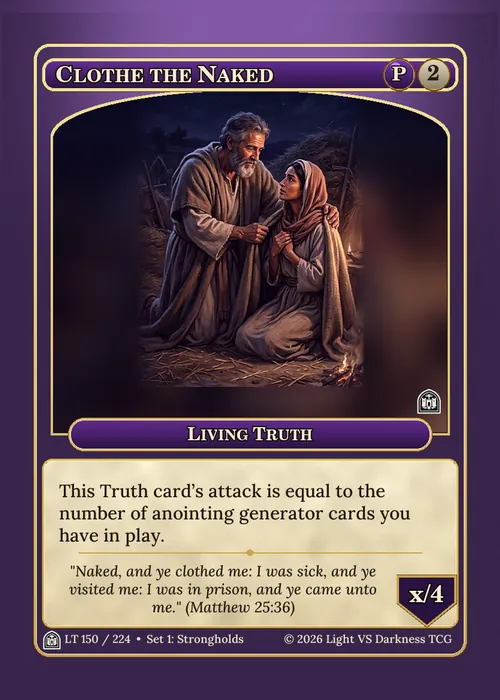 Clothe the Naked P 2
Living Truth
This Truth card's attack is equal to the
number of anointing generator cards you
have in play.
"Naked, and ye clothed me: I was sick, and ye
visited me: I was in prison, and ye came unto
me." (Matthew 25:36)
x/4
LT 150 / 224 • Set 1: Strongholds © 2026 Light VS Darkness TCG